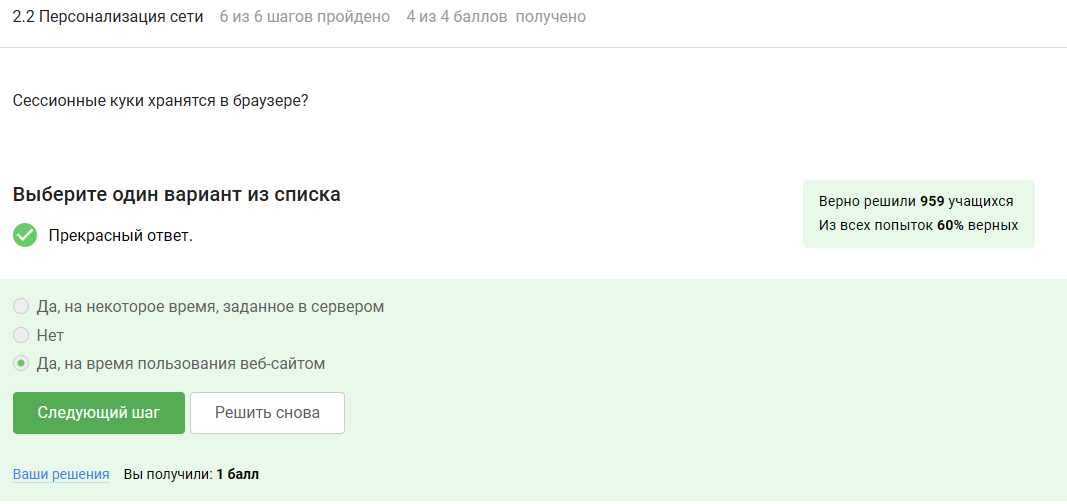 2.2 Персонализация сети 6 из 6 шагов пройдено 4 из 4 баллов получено
Сессионные куки хранятся в браузере?
Выберите один вариант из списка
Верно решили 959 учащихся
Из всех попыток 60% верных
Прекрасный ответ.
Да, на некоторое время, заданное в сервером
Нет
Да, на время пользования веб-сайтом
Следующий шаг Решить снова
Ваши решения Вы получили: 1 балл